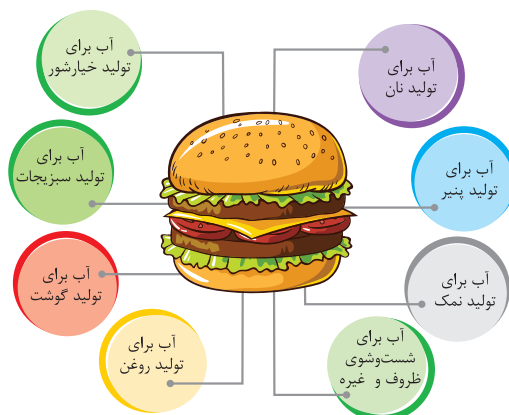 آب برای
تولید نان
آب برای
تولید پنیر
آب برای
تولید نمک
آب برای
شست‌وشوی
ظروف و غیره
آب برای
تولید خیارشور
آب برای
تولید سبزیجات
آب برای
تولید گوشت
آب برای
تولید روغن